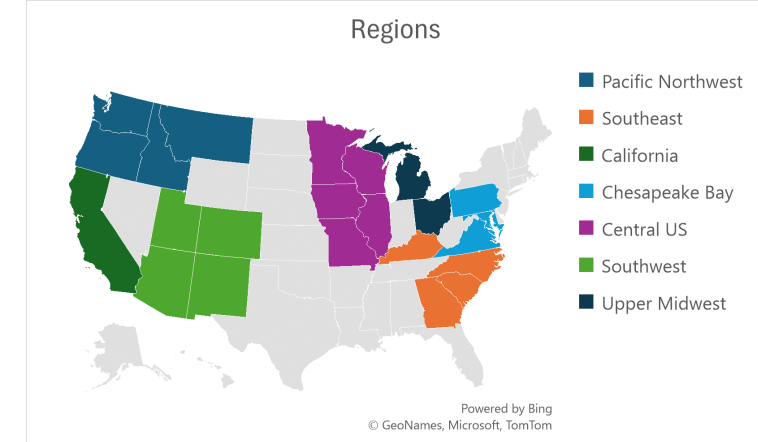 Regions
Pacific Northwest
Southeast
California
Chesapeake Bay
Central US
Southwest
Upper Midwest
Powered by Bing
© GeoNames, Microsoft, TomTom